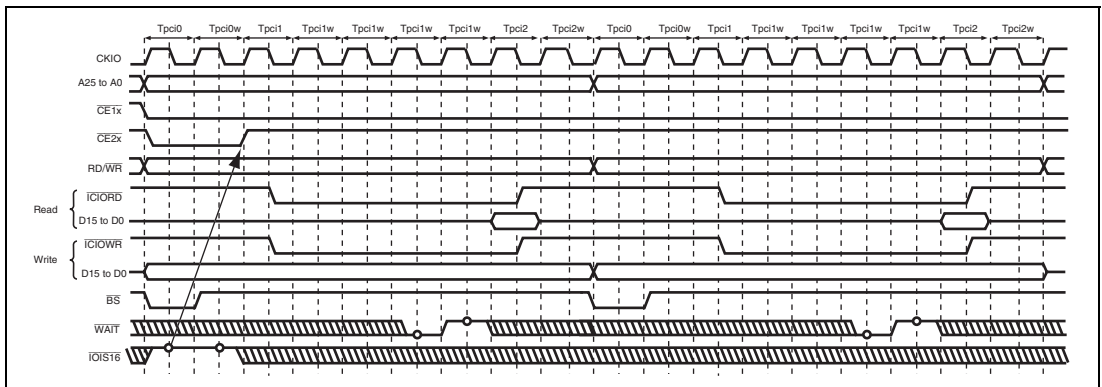 Tpci0 Tpci0w Tpci1 Tpci1w Tpci1w Tpci1w Tpci1w Tpci2 Tpci2w Tpci0 Tpci0w Tpci1 Tpci1w Tpci1w Tpci1w Tpci1w Tpci2 Tpci2w
CKIO
A25 to A0
CE1x
CE2x
RD/WR
Read
ICIORD
D15 to D0
Write
ICIOWR
D15 to D0
BS
WAIT
IOIS16